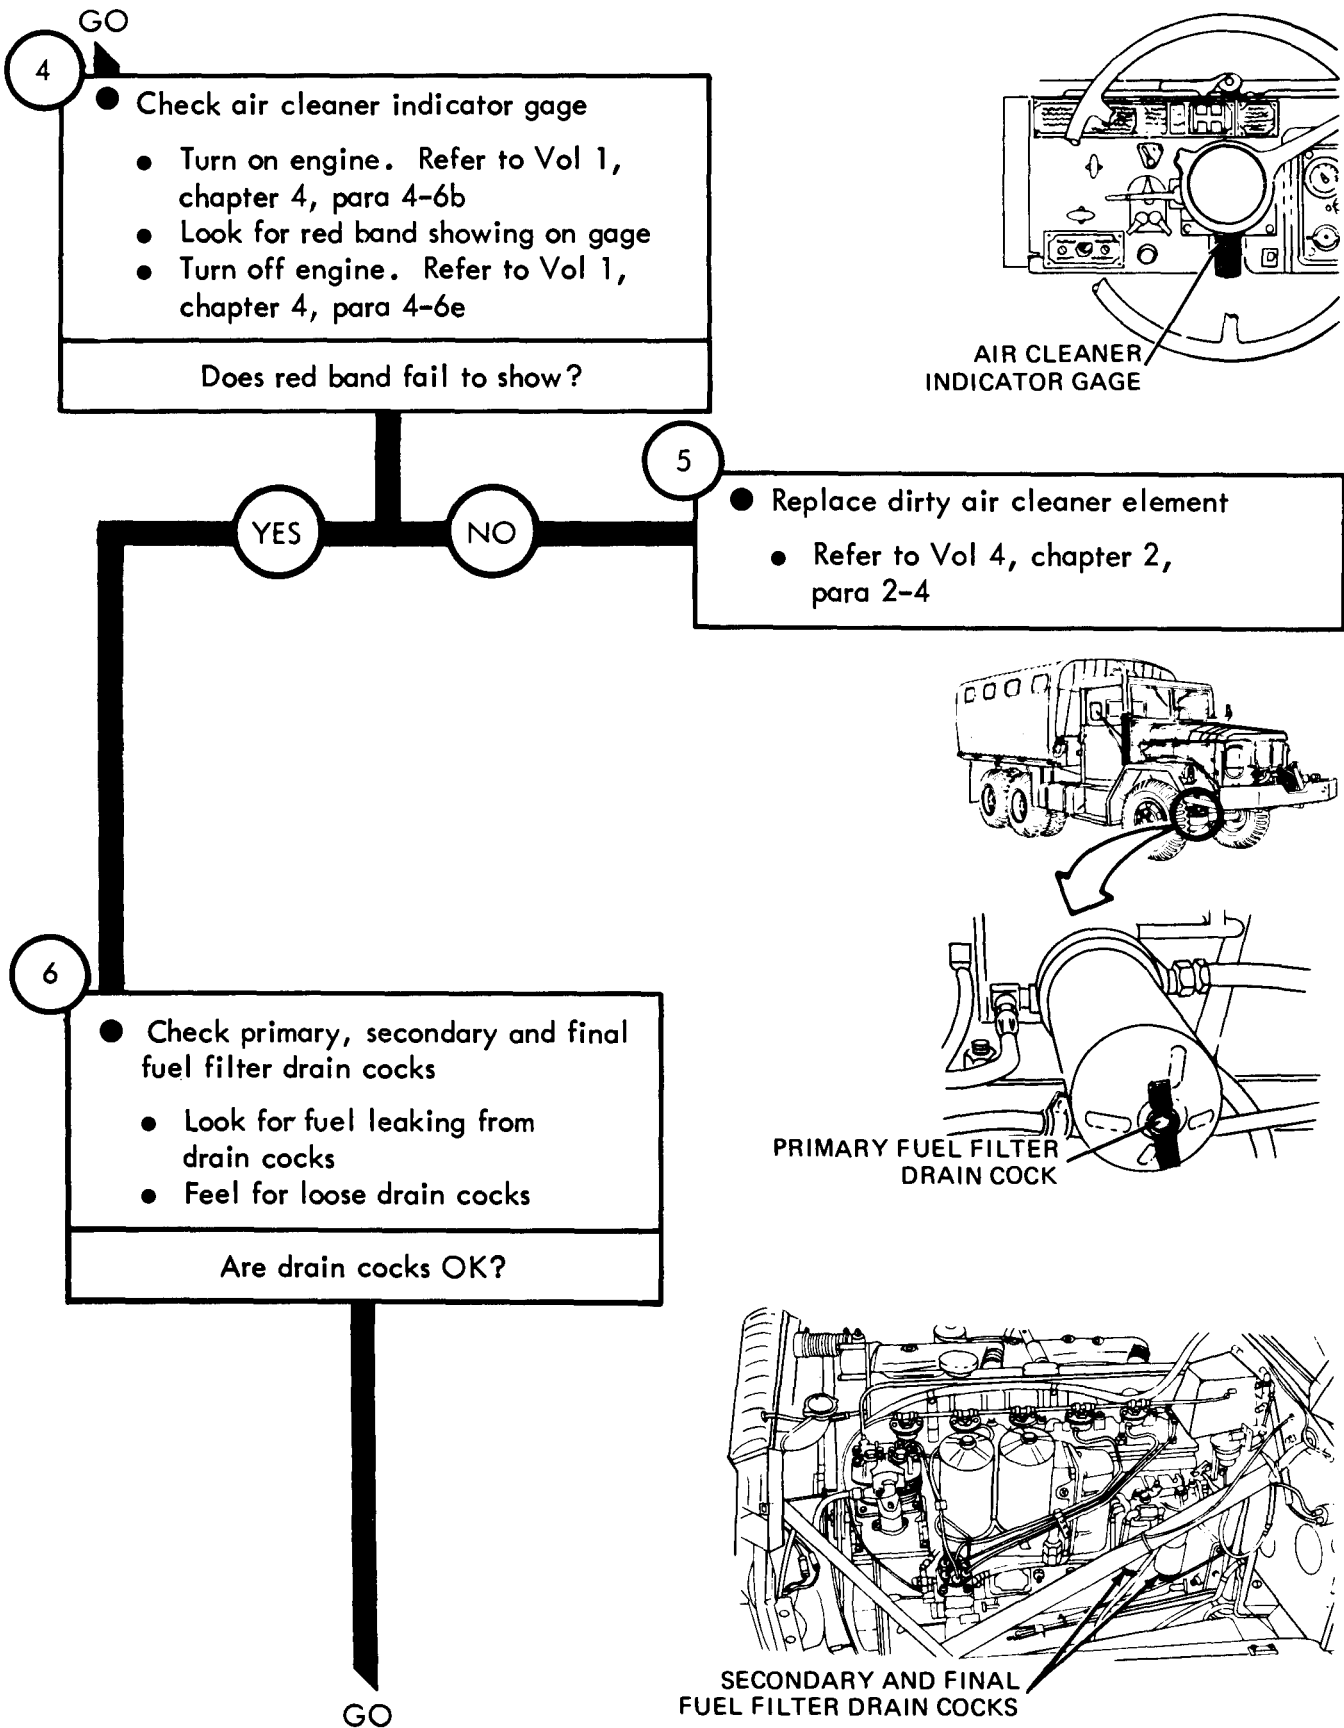 GO
4
● Check air cleaner indicator gage
● Turn on engine. Refer to Vol 1,
chapter 4, para 4-6b
● Look for red band showing on gage
● Turn off engine. Refer to Vol 1,
chapter 4, para 4-6e
Does red band fail to show?
AIR CLEANER
INDICATOR GAGE
YES
NO
5
● Replace dirty air cleaner element
● Refer to Vol 4, chapter 2,
para 2-4
6
● Check primary, secondary and final
fuel filter drain cocks
● Look for fuel leaking from
drain cocks
● Feel for loose drain cocks
Are drain cocks OK?
PRIMARY FUEL FILTER
DRAIN COCK
SECONDARY AND FINAL
FUEL FILTER DRAIN COCKS
GO